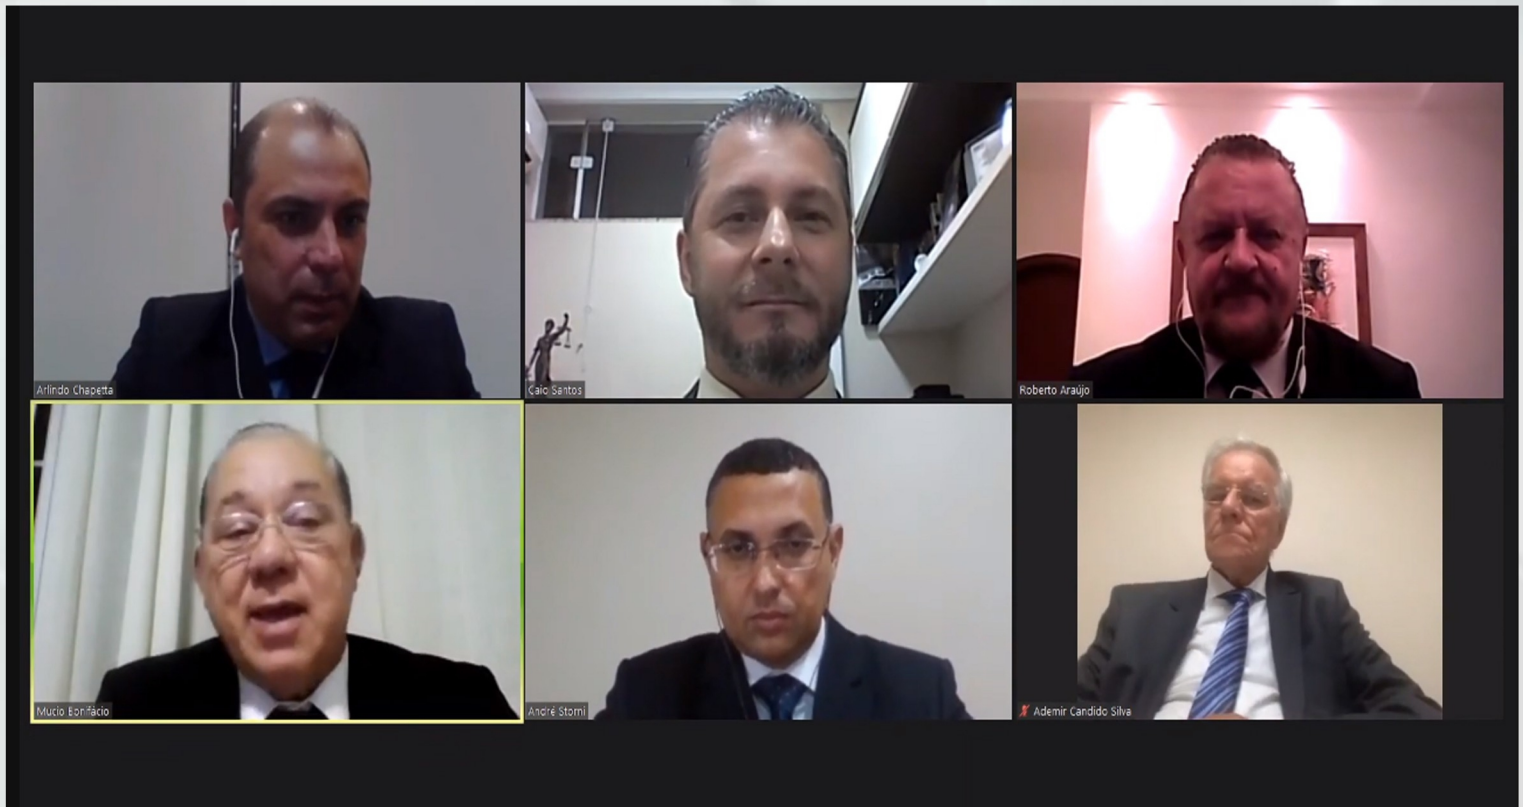 Arlindo Chapetta
Caio Santos
Roberto Araújo
Mucio Bonifácio
André Storni
Ademir Candido Silva